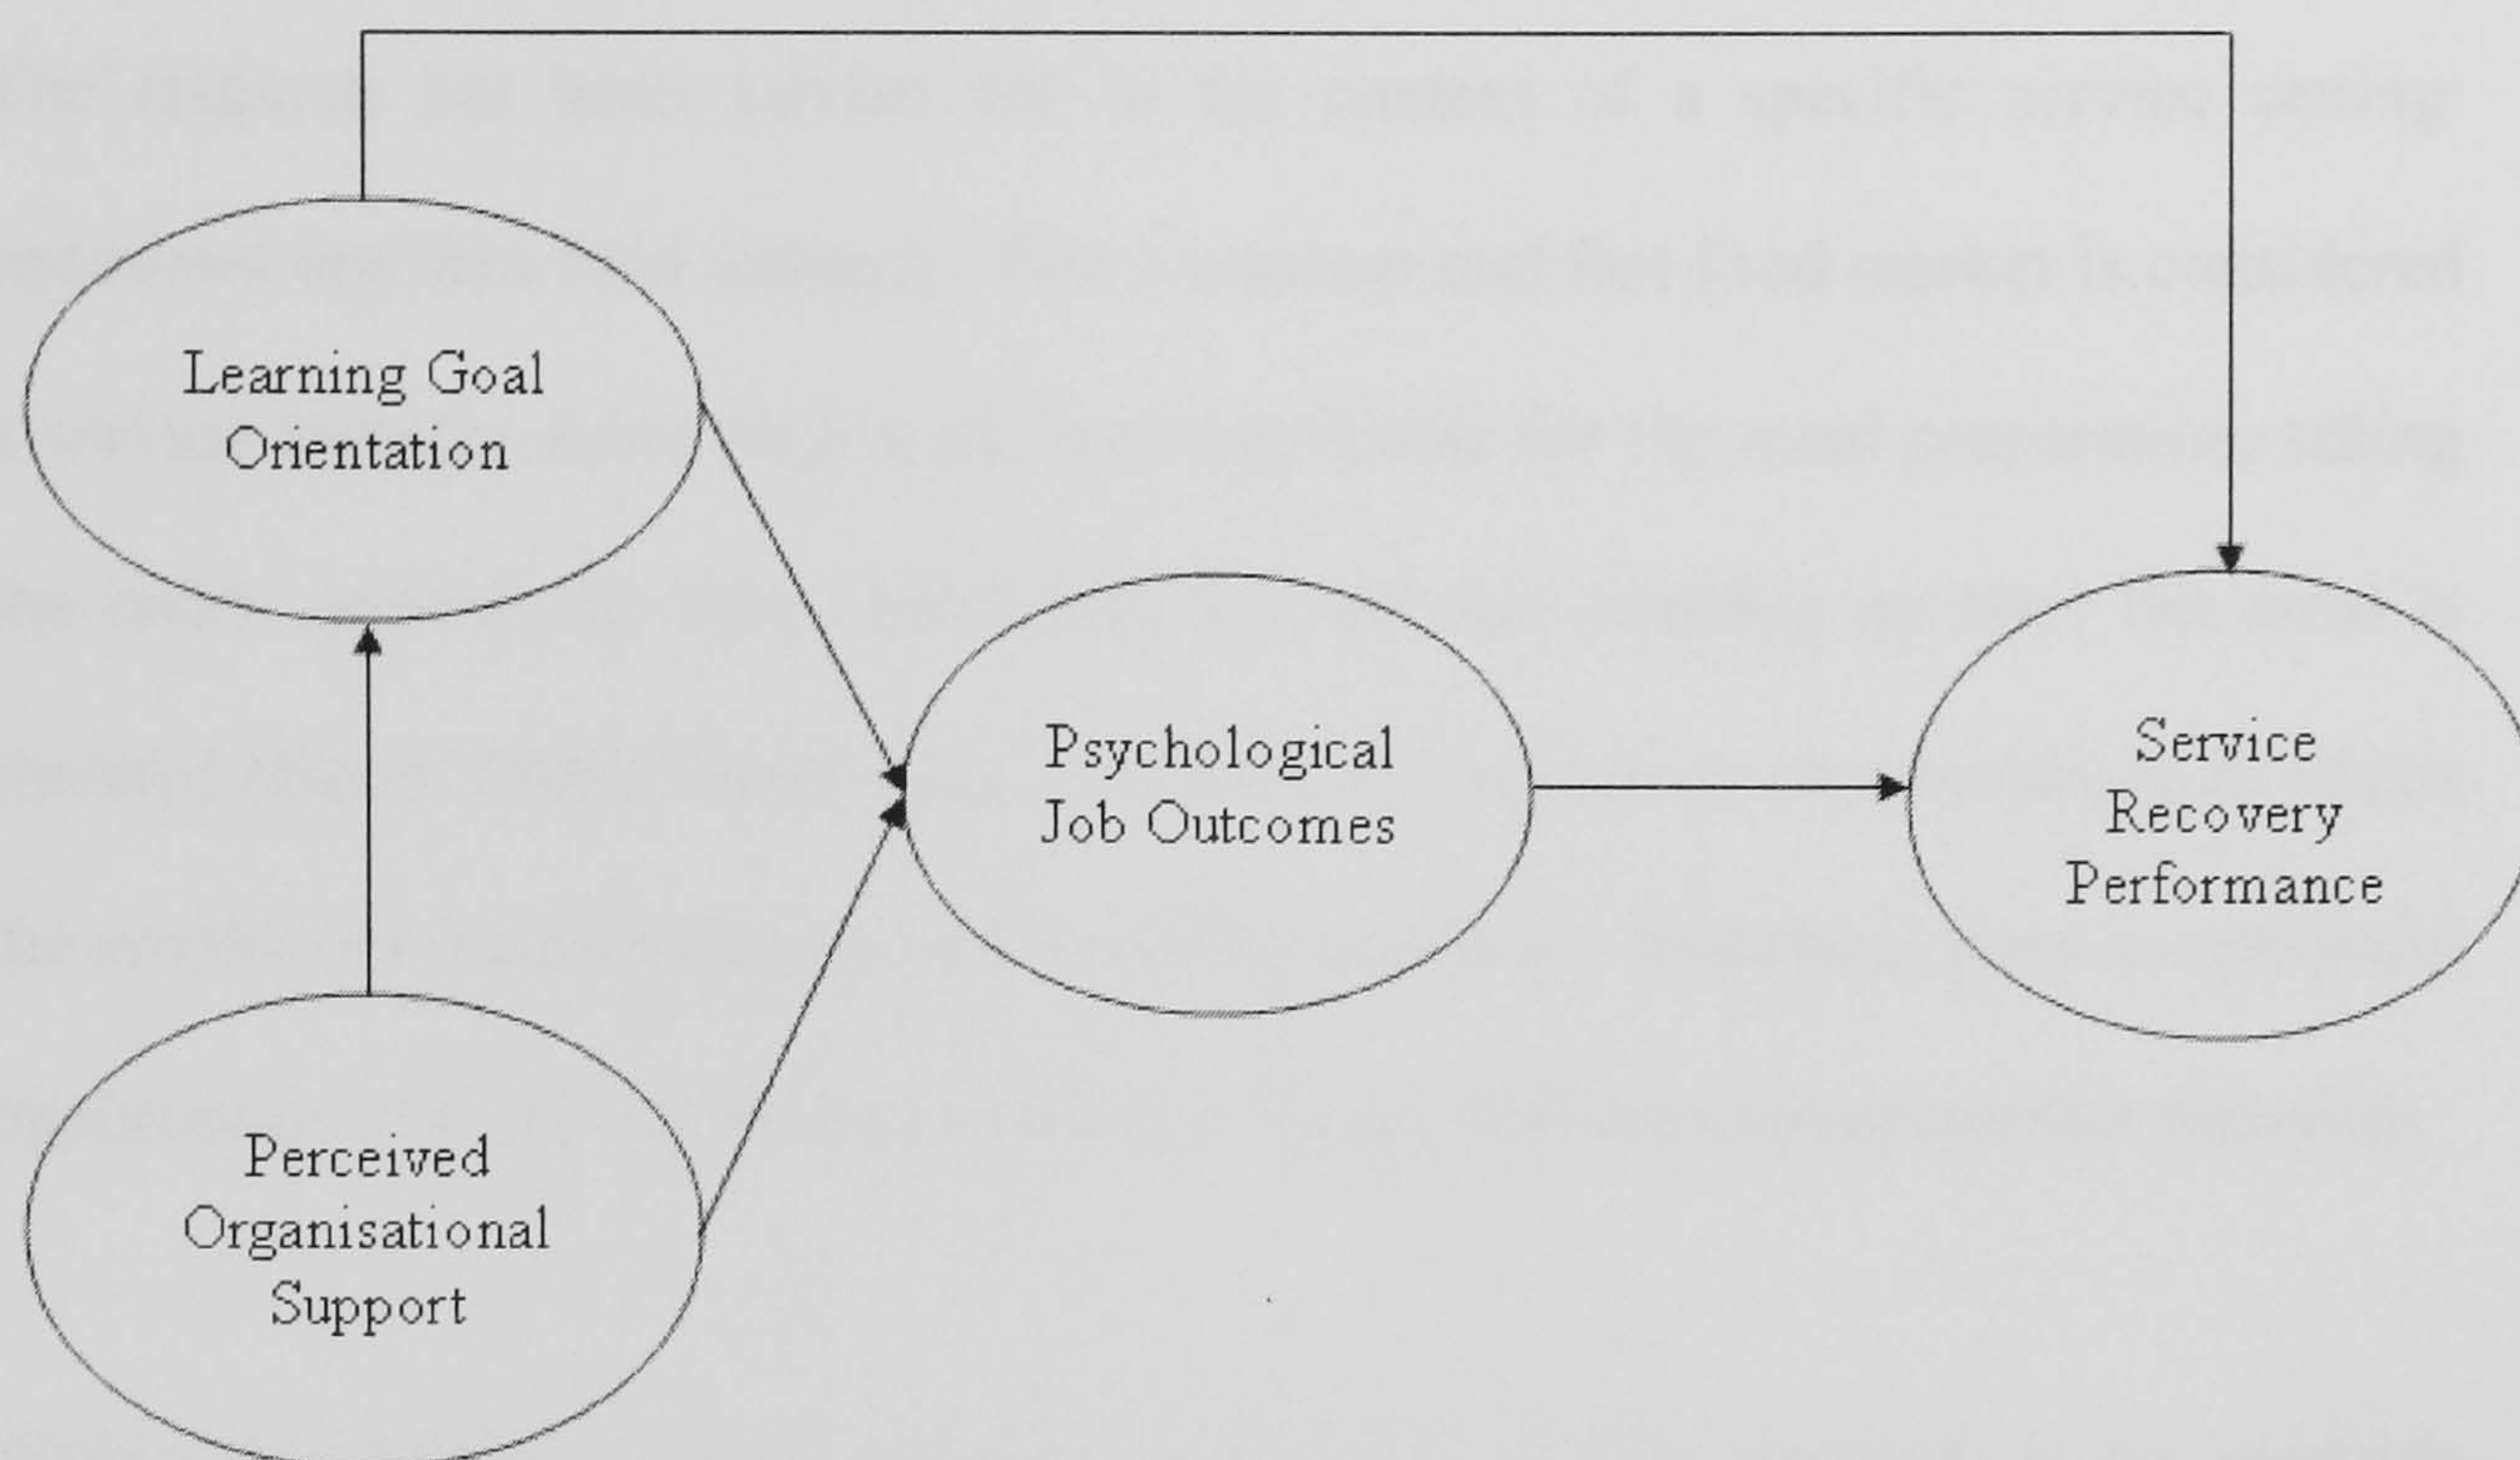 Learning Goal
Orientation
Psychological
Job Outcomes
Service
Recovery
Performance
Perceived
Organisational
Support